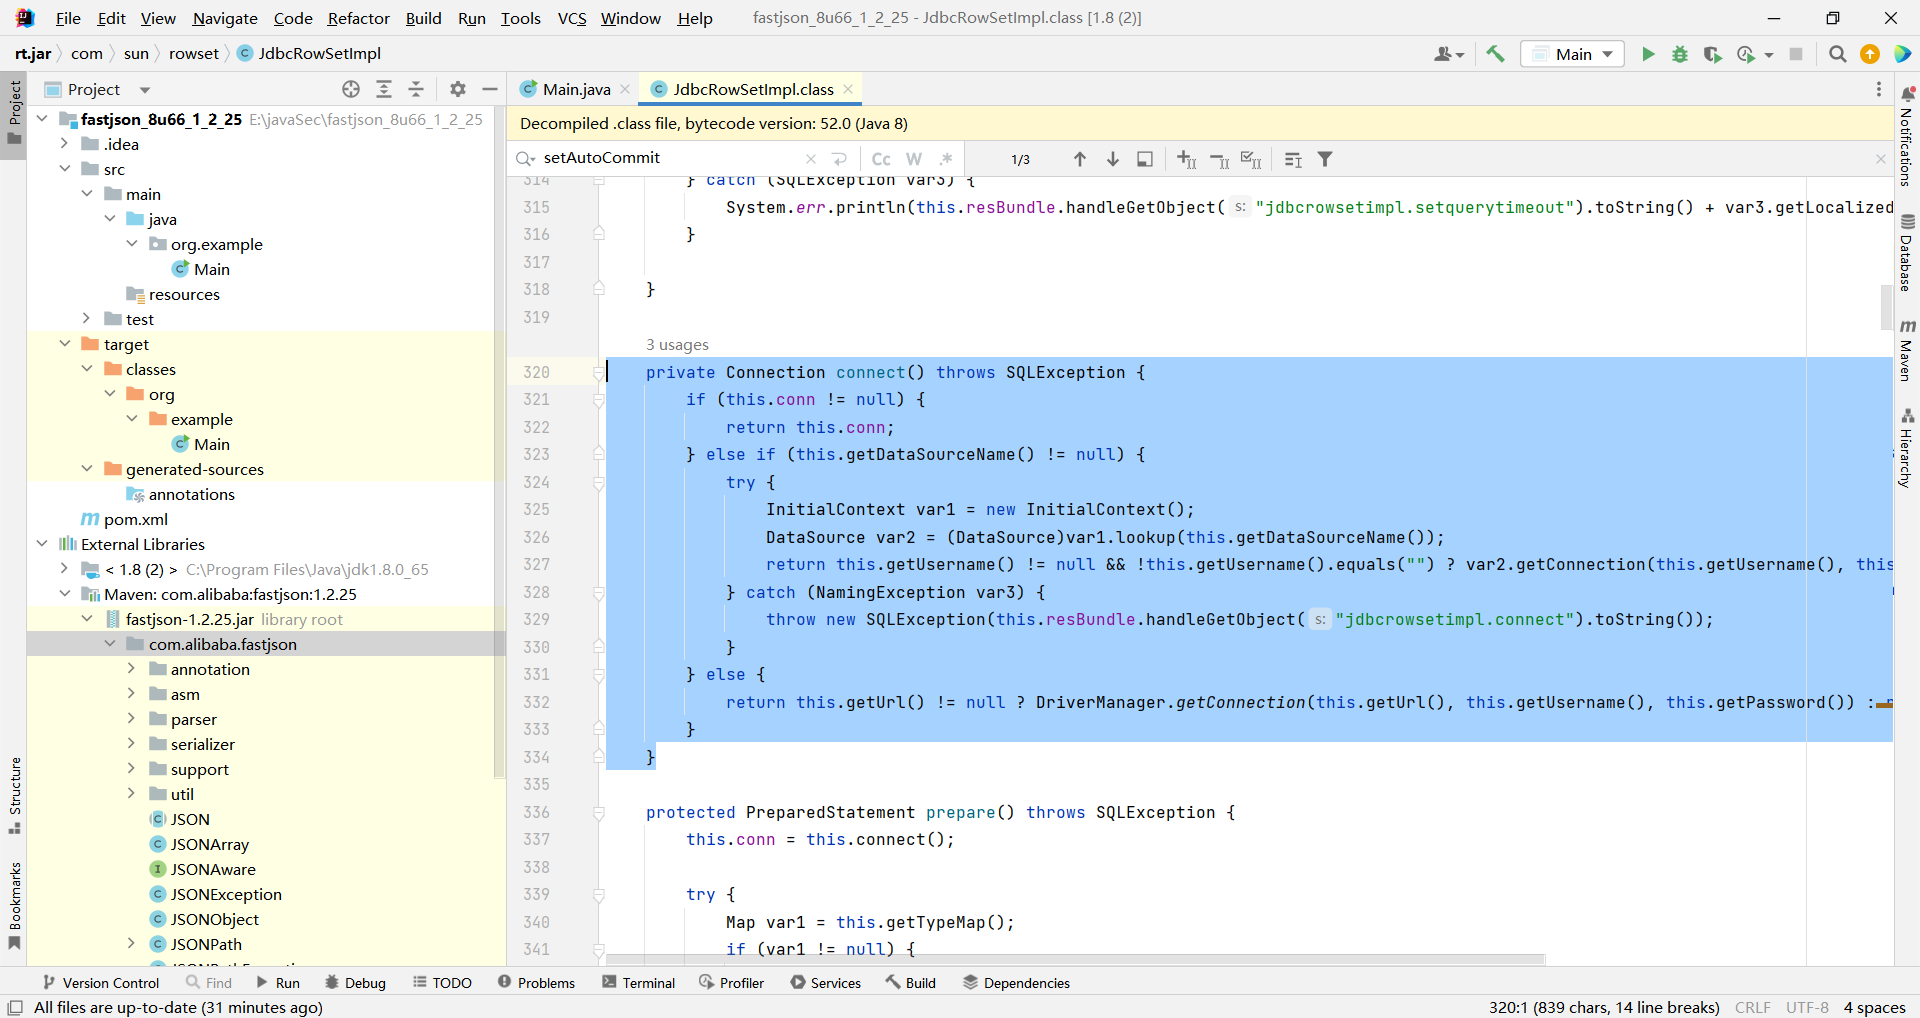 File Edit View Navigate Code Refactor Build Run Tools VCS Window Help fastjson_8u66_1_2_25 - JdbcRowSetImpl.class [1.8 (2)]
rt.jar com sun rowset JdbcRowSetImpl
Main
Project
Main.java
JdbcRowSetImpl.class
Decompiled .class file, bytecode version: 52.0 (Java 8)
setAutoCommit
Cc W .*
1/3
Project
Structure
Bookmarks
fastjson_8u66_1_2_25 E:\javaSec\fastjson_8u66_1_2_25
.idea
src
main
java
org.example
Main
resources
test
target
classes
org
example
Main
generated-sources
annotations
pom.xml
External Libraries
< 1.8 (2) > C:\Program Files\Java\jdk1.8.0_65
Maven: com.alibaba:fastjson:1.2.25
fastjson-1.2.25.jar library root
com.alibaba.fastjson
annotation
asm
parser
serializer
support
util
JSON
JSONArray
JSONAware
JSONException
JSONObject
JSONPath
314 } catch (SQLException var3) {
315 System.err.println(this.resBundle.handleGetObject( s: "jdbcrowsetimpl.setquerytimeout").toString() + var3.getLocalized
316 }
317
318 }
319
3 usages
320 private Connection connect() throws SQLException {
321 if (this.conn != null) {
322 return this.conn;
323 } else if (this.getDataSourceName() != null) {
324 try {
325 InitialContext var1 = new InitialContext();
326 DataSource var2 = (DataSource)var1.lookup(this.getDataSourceName());
327 return this.getUsername() != null && !this.getUsername().equals("") ? var2.getConnection(this.getUsername(), this
328 } catch (NamingException var3) {
329 throw new SQLException(this.resBundle.handleGetObject( s: "jdbcrowsetimpl.connect").toString());
330 }
331 } else {
332 return this.getUrl() != null ? DriverManager.getConnection(this.getUrl(), this.getUsername(), this.getPassword()) :
333 }
334 }
335
336 protected PreparedStatement prepare() throws SQLException {
337 this.conn = this.connect();
338
339 try {
340 Map var1 = this.getTypeMap();
341 if (var1 != null) {
Notifications
Database
Maven
Hierarchy
Version Control Find Run Debug TODO Problems Terminal Profiler Services Build Dependencies
All files are up-to-date (31 minutes ago)
320:1 (839 chars, 14 line breaks) CRLF UTF-8 4 spaces